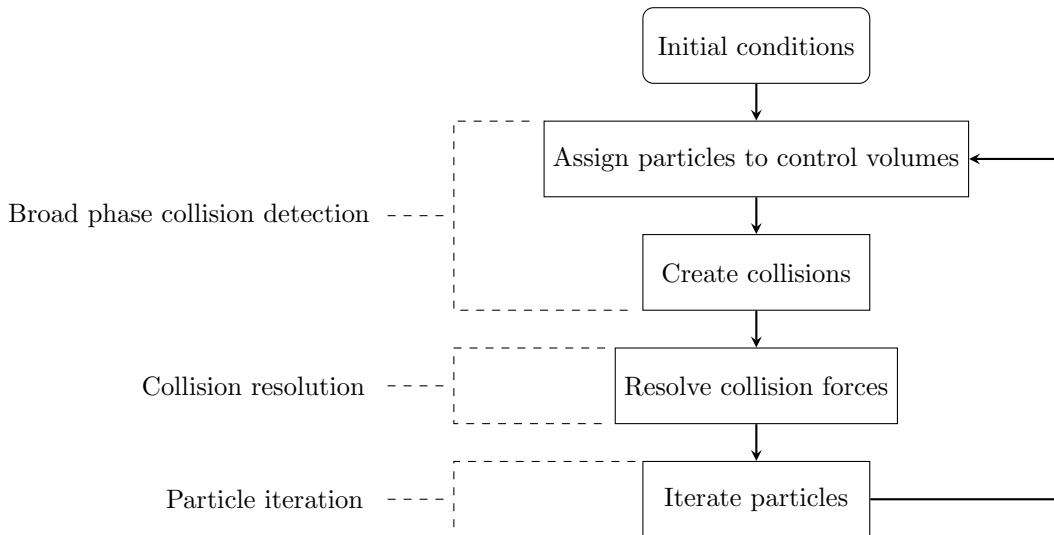 Initial conditions
Assign particles to control volumes
Broad phase collision detection
Create collisions
Collision resolution
Resolve collision forces
Particle iteration
Iterate particles